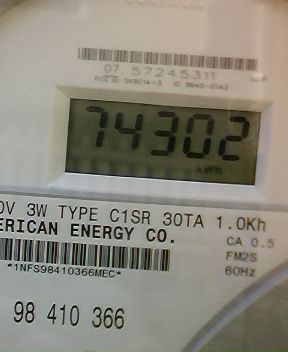 07 57245311
74302
kWh
0V 3W TYPE C1SR 30TA 1.0Kh
ERICAN ENERGY CO.
CA 0.5
*1NFS98410366MEC*
FM2S
60Hz
98 410 366